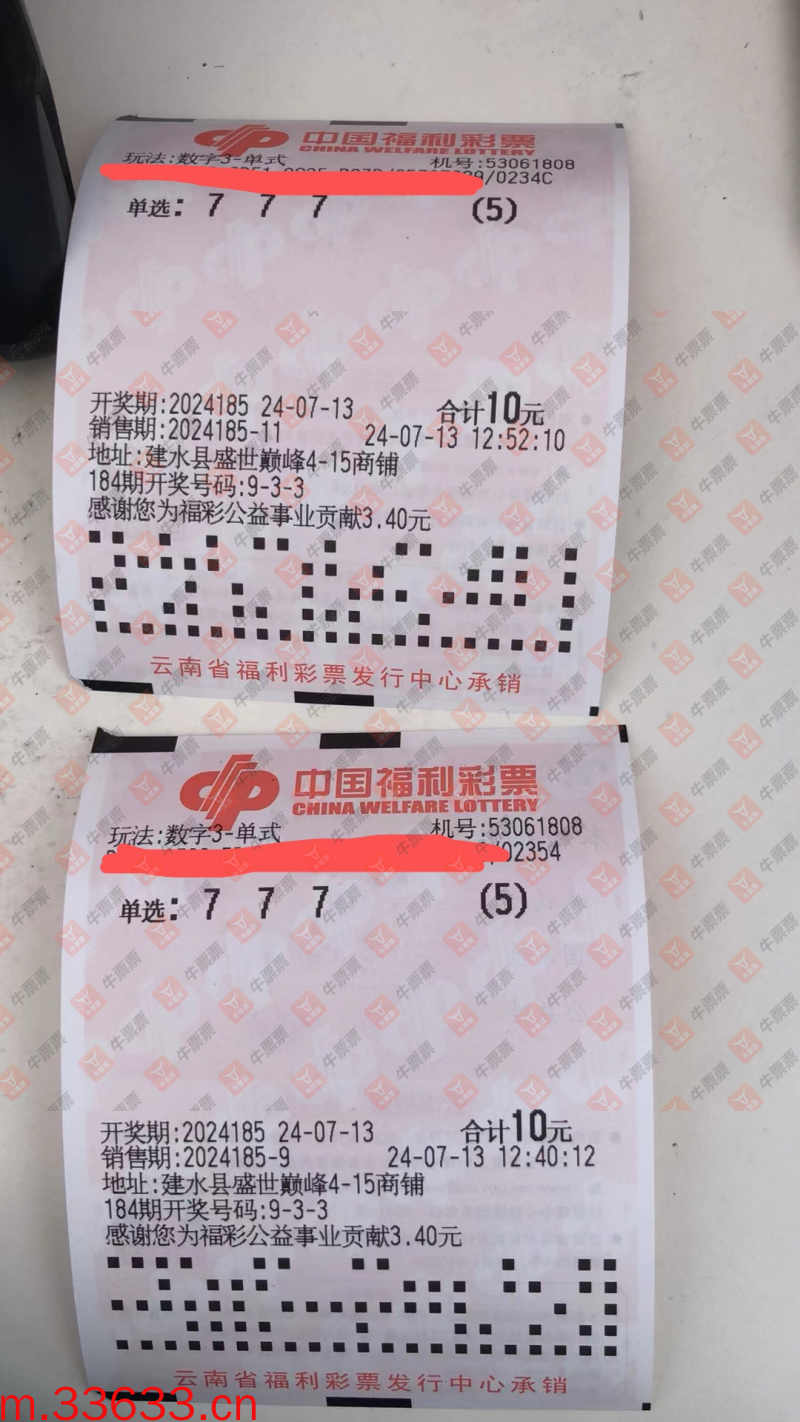 中国福利彩票
CHINA WELFARE LOTTERY
玩法:数字3-单式 机号:53061808
/0234C
单选: 7 7 7 (5)
开奖期:2024185 24-07-13 合计10元
销售期:2024185-11 24-07-13 12:52:10
地址:建水县盛世巅峰4-15商铺
184期开奖号码:9-3-3
感谢您为福彩公益事业贡献3.40元
云南省福利彩票发行中心承销
中国福利彩票
CHINA WELFARE LOTTERY
玩法:数字3-单式 机号:53061808
/02354
单选: 7 7 7 (5)
开奖期:2024185 24-07-13 合计10元
销售期:2024185-9 24-07-13 12:40:12
地址:建水县盛世巅峰4-15商铺
184期开奖号码:9-3-3
感谢您为福彩公益事业贡献3.40元
云南省福利彩票发行中心承销
m.33633.cn
牛票票